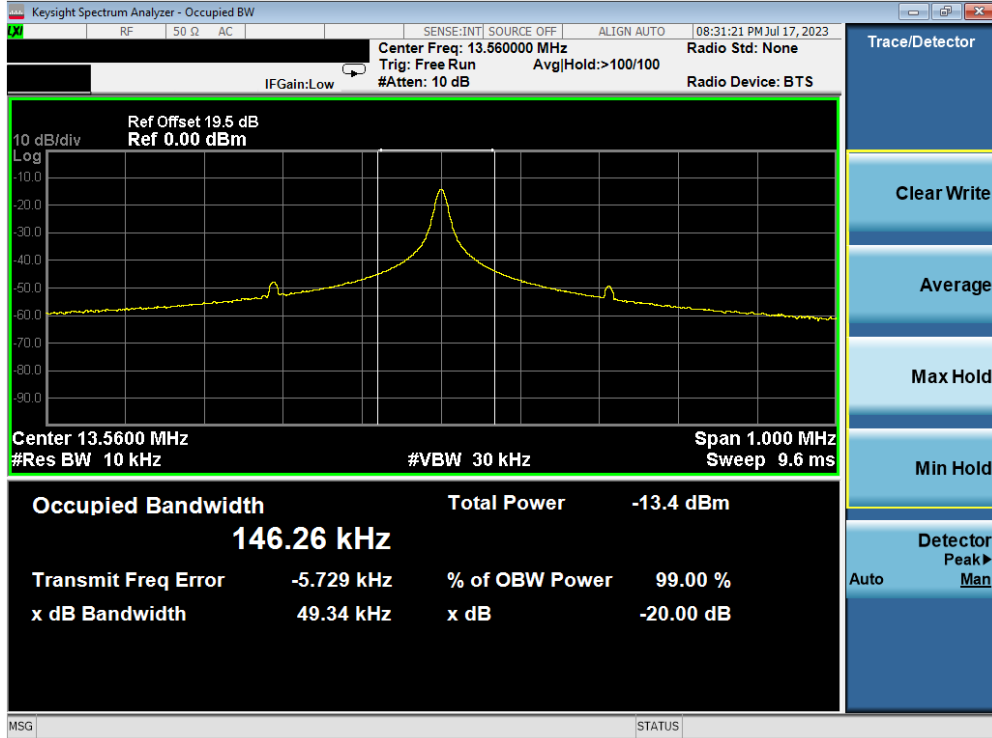 Keysight Spectrum Analyzer - Occupied BW
LXI RF 50 Ω AC SENSE:INT SOURCE OFF ALIGN AUTO 08:31:21 PM Jul 17, 2023
Center Freq: 13.560000 MHz Radio Std: None
Trig: Free Run Avg|Hold:>100/100
IFGain:Low #Atten: 10 dB Radio Device: BTS
Ref Offset 19.5 dB
10 dB/div Ref 0.00 dBm
Log
-10.0
-20.0
-30.0
-40.0
-50.0
-60.0
-70.0
-80.0
-90.0
Center 13.5600 MHz Span 1.000 MHz
#Res BW 10 kHz #VBW 30 kHz Sweep 9.6 ms
Occupied Bandwidth Total Power -13.4 dBm
146.26 kHz
Transmit Freq Error -5.729 kHz % of OBW Power 99.00 %
x dB Bandwidth 49.34 kHz x dB -20.00 dB
MSG STATUS
Trace/Detector
Clear Write
Average
Max Hold
Min Hold
Detector
Peak▶
Auto Man